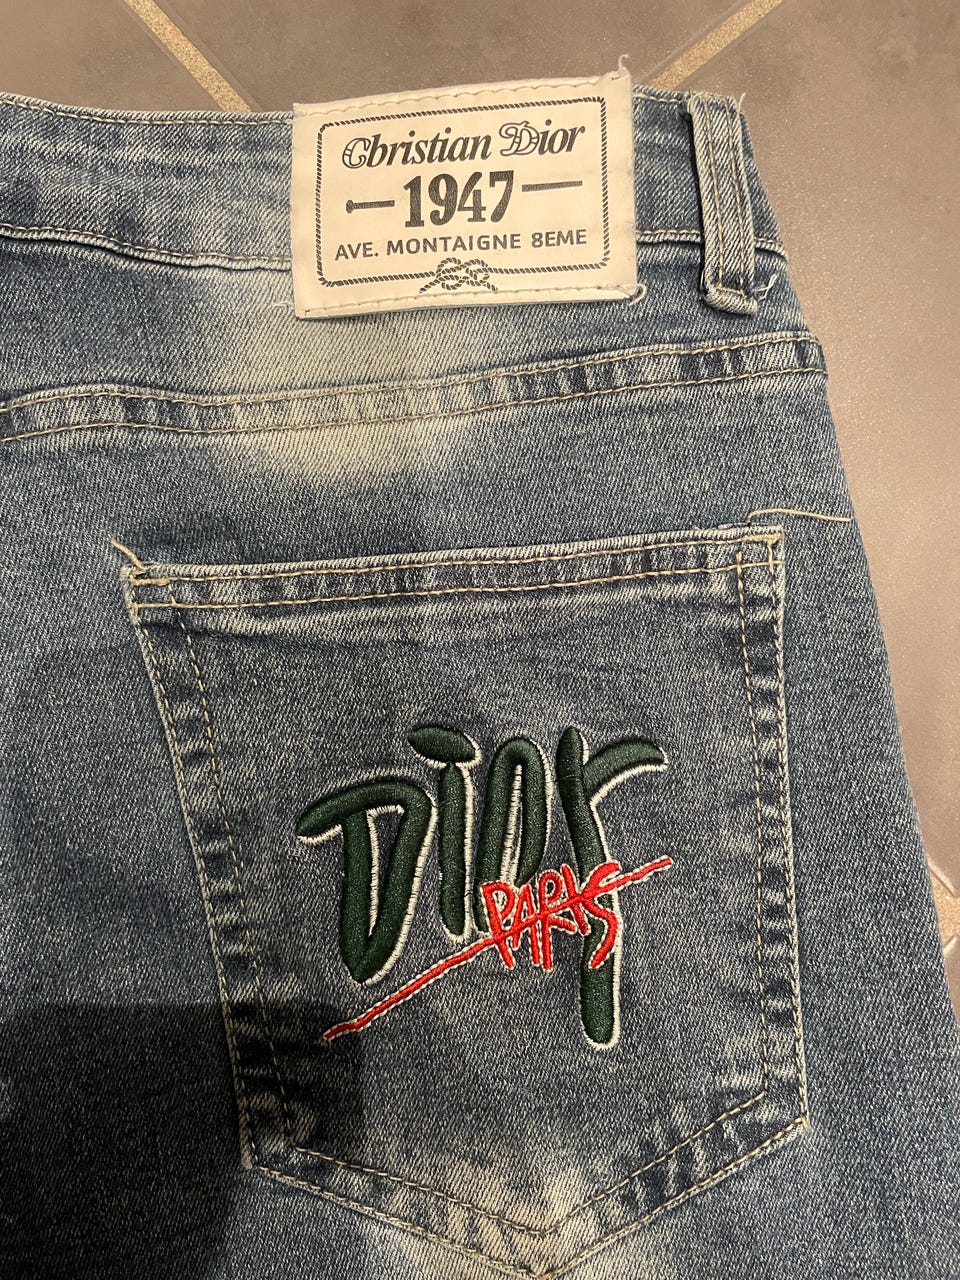 Christian Dior
1947
AVE. MONTAIGNE 8EME
DIOR
PARIS